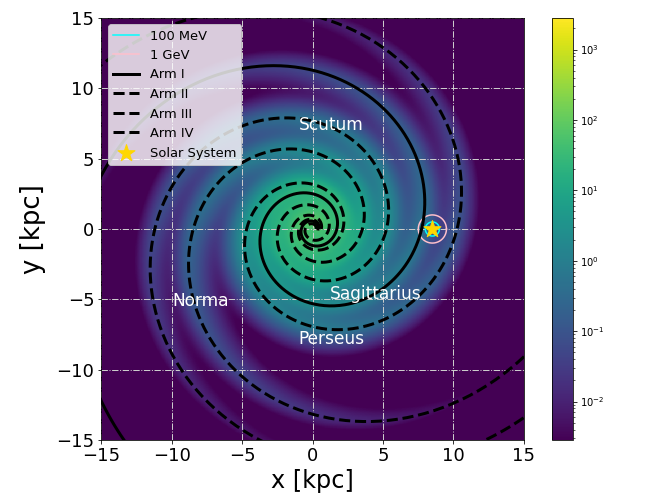 15
10
5
0
−5
−10
−15
−15
−10
−5
0
5
10
15
x [kpc]
y [kpc]
100 MeV
1 GeV
Arm I
Arm II
Arm III
Arm IV
Solar System
Scutum
Sagittarius
Norma
Perseus
10³
10²
10¹
10⁰
10⁻¹
10⁻²